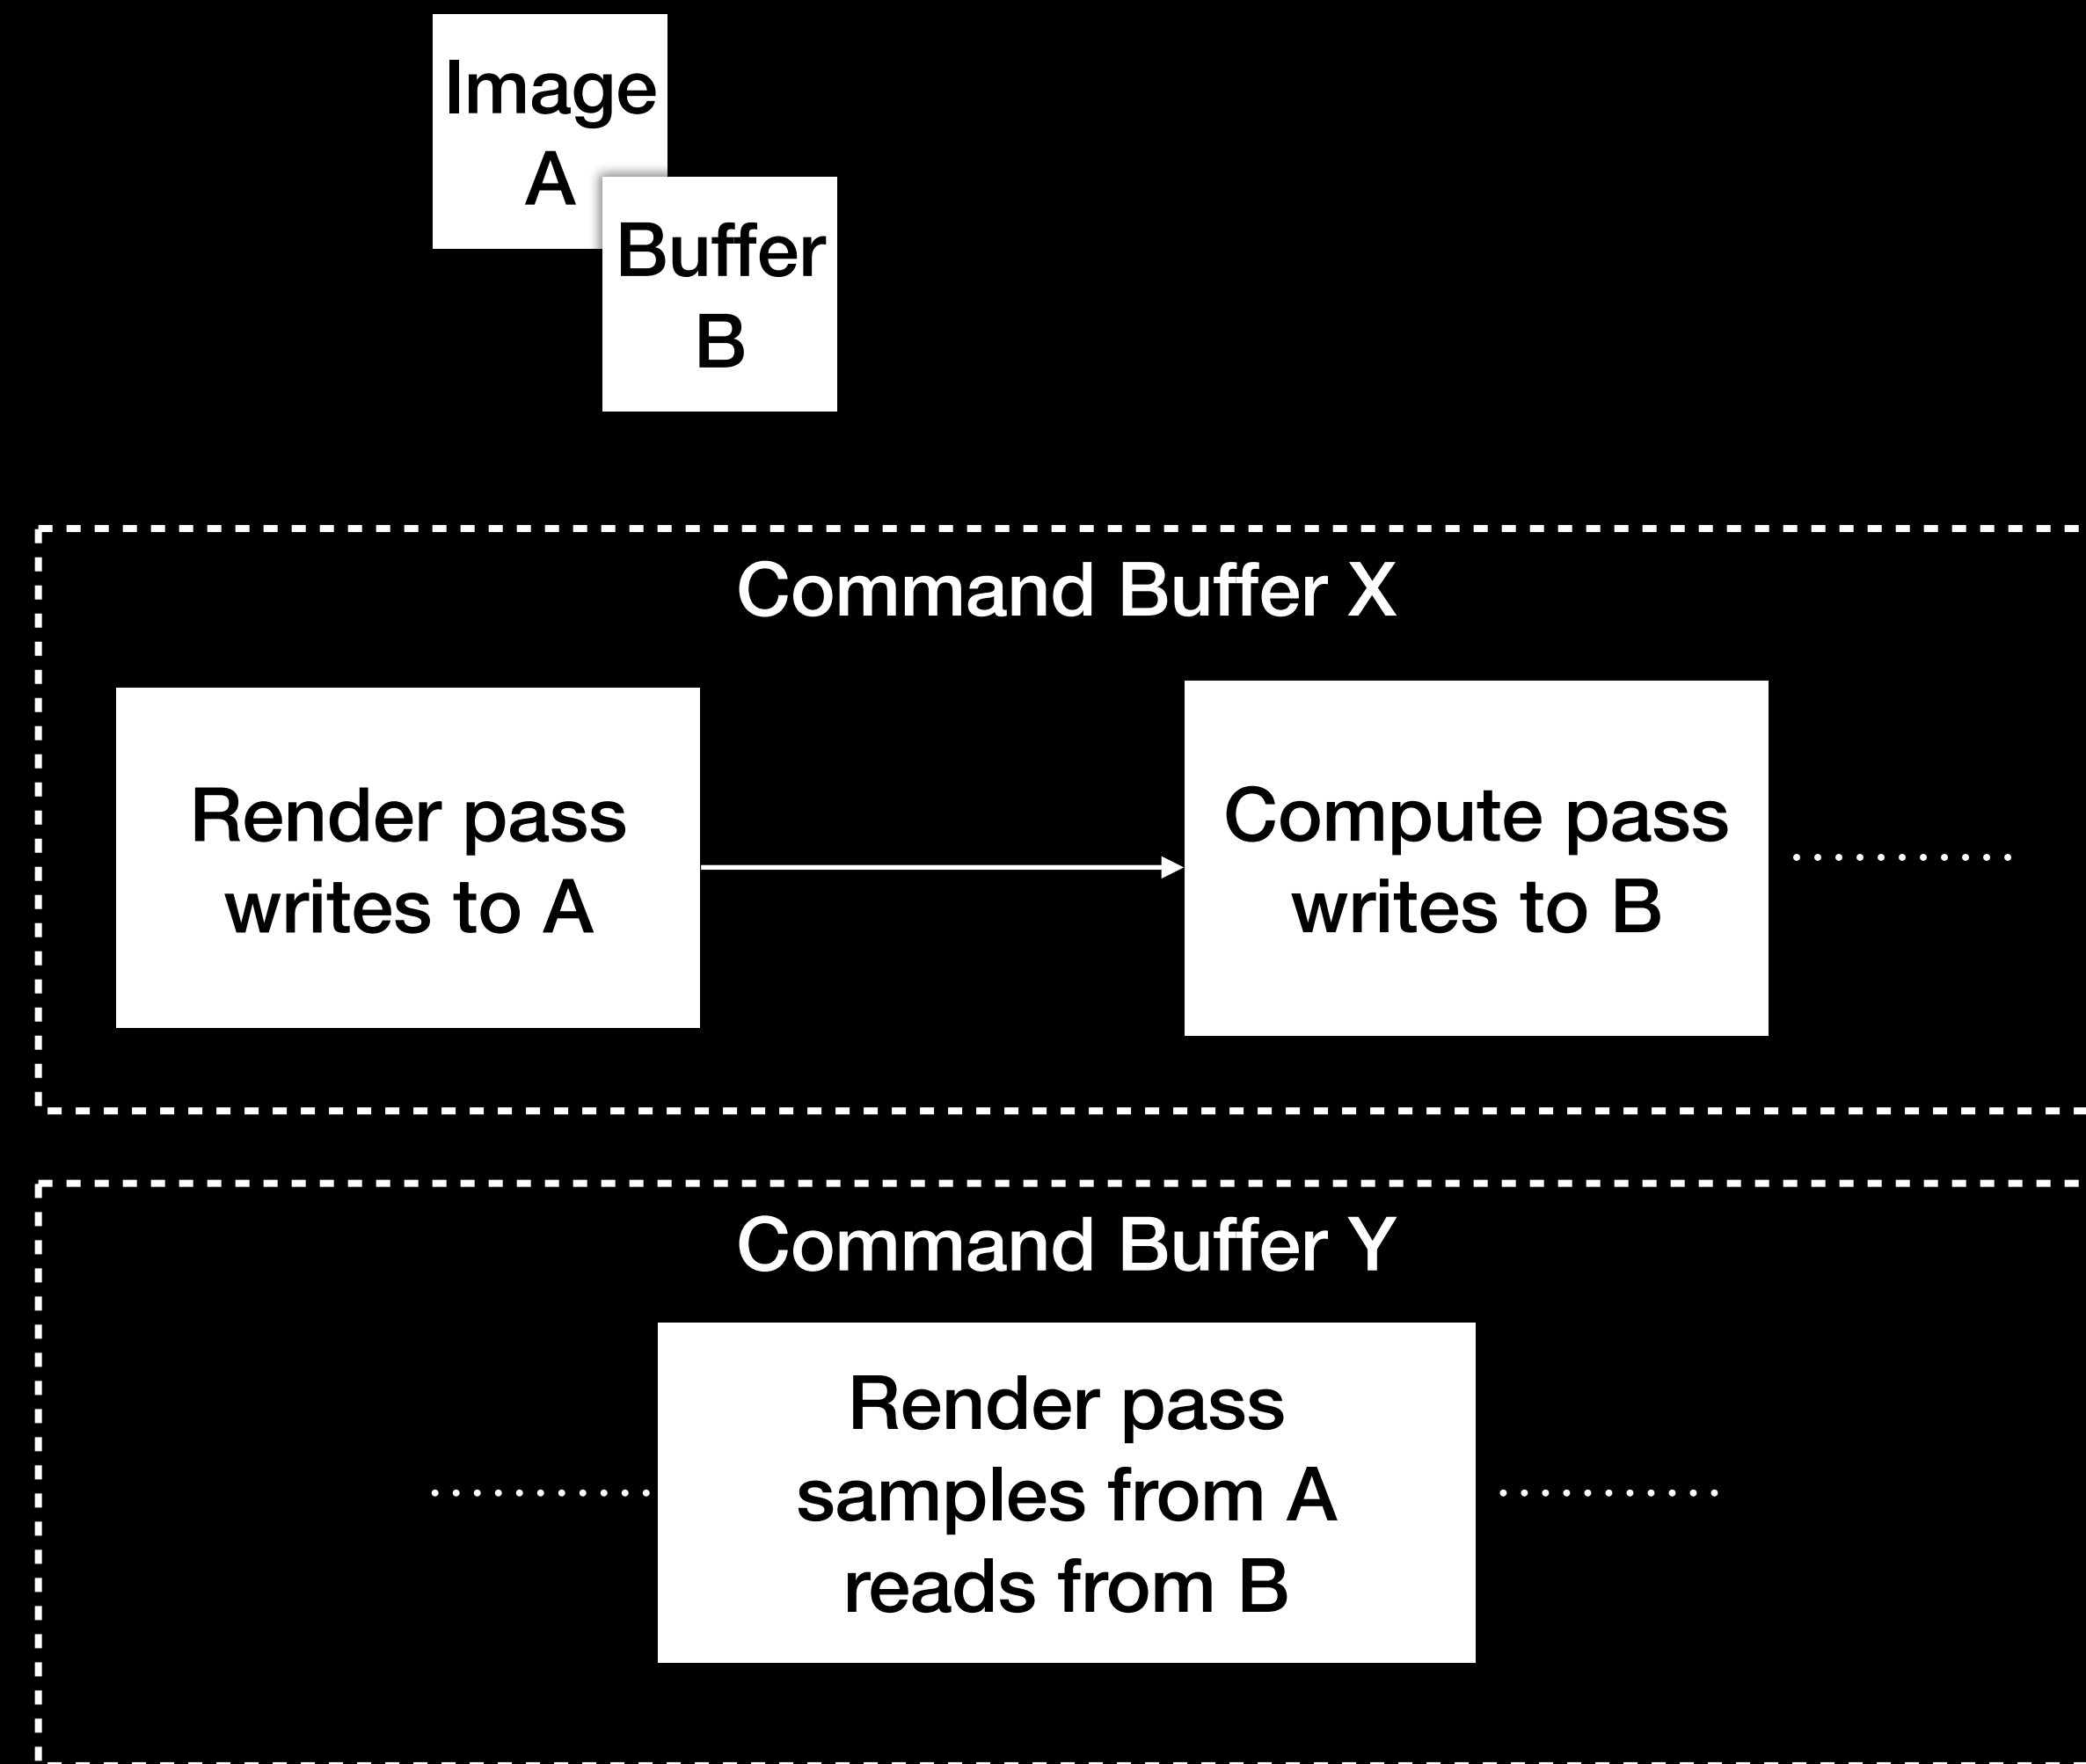 Image
A
Buffer
B
Command Buffer X
Render pass
writes to A
Compute pass
writes to B
Command Buffer Y
Render pass
samples from A
reads from B